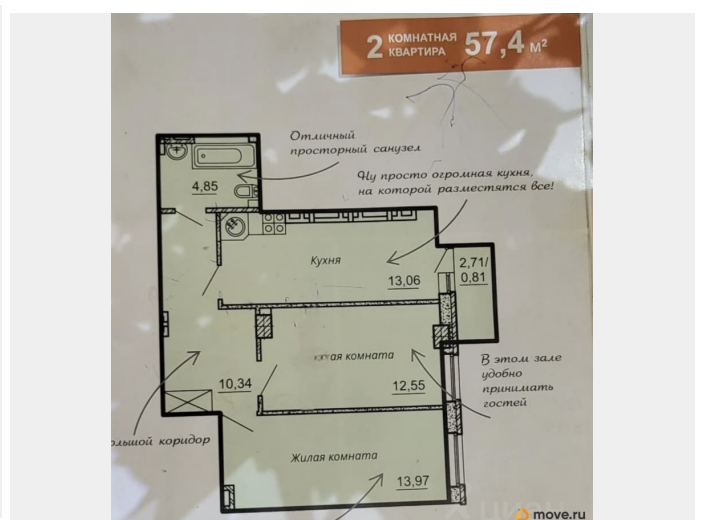 2 КОМНАТНАЯ
КВАРТИРА 57,4 м²
Отличный
просторный санузел
4,85
Ну просто огромная кухня,
на которой разместятся все!
Кухня
13,06
2,71/
0,81
комната
12,55
10,34
В этом зале
удобно
принимать
гостей
коридор
Жилая комната
13,97
циан
move.ru